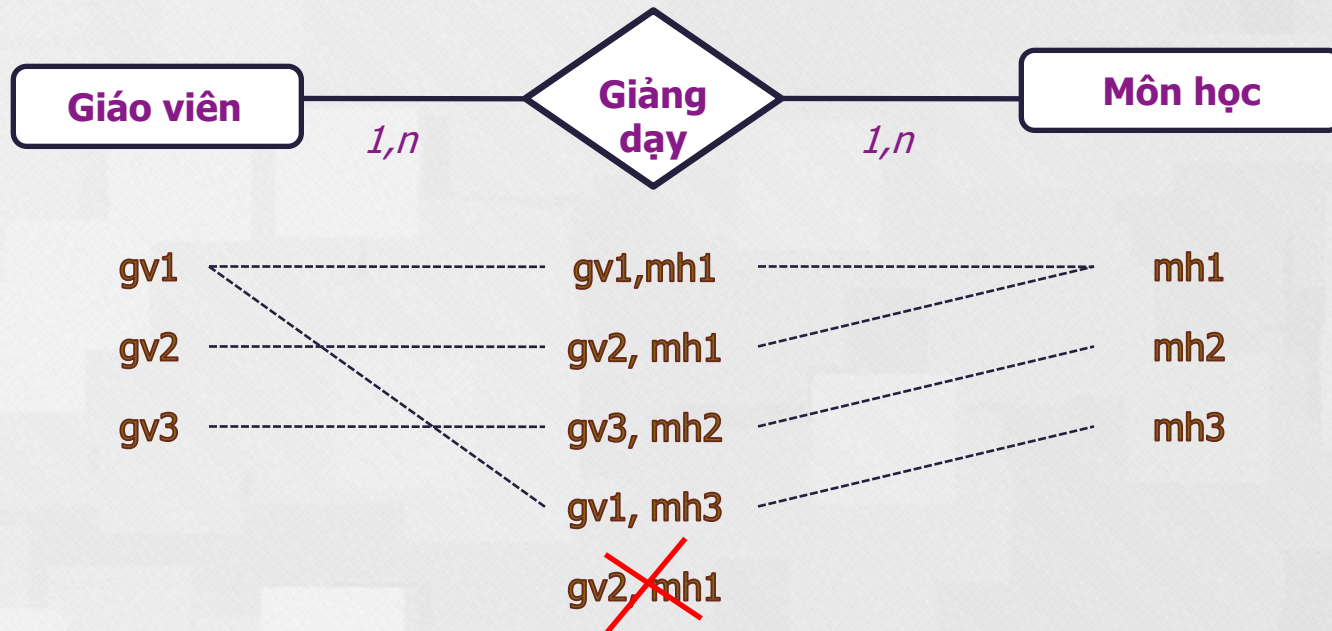 Giáo viên
1,n
Giảng
dạy
1,n
Môn học
gv1
gv1,mh1
mh1
gv2
gv2, mh1
mh2
gv3
gv3, mh2
mh3
gv1, mh3
gv2, mh1